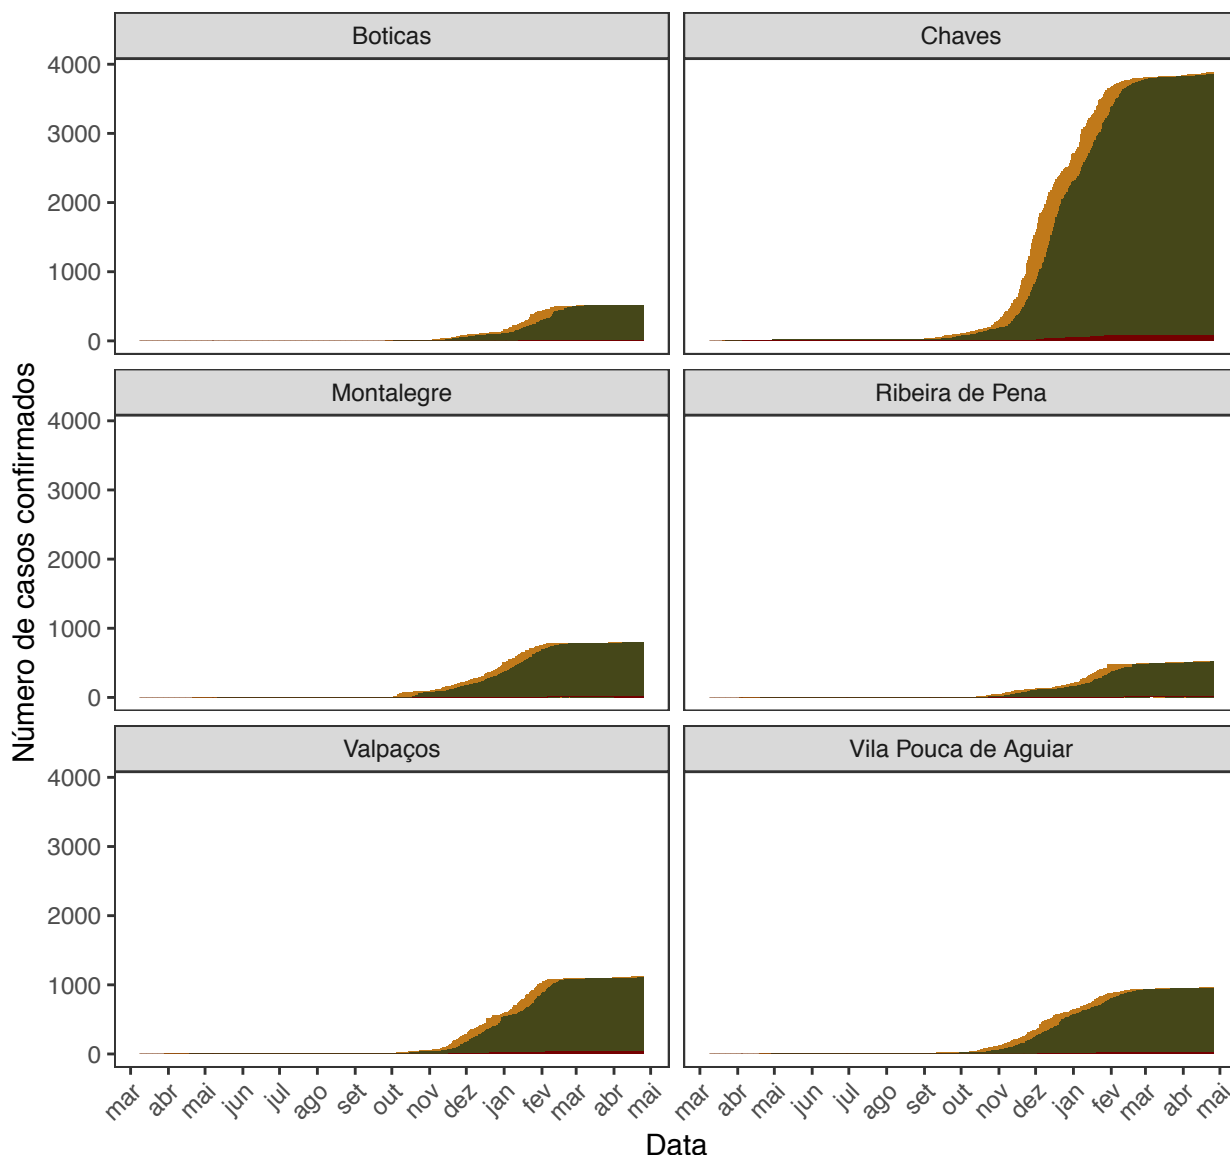 Boticas
Chaves
4000
3000
2000
1000
0
Montalegre
Ribeira de Pena
4000
3000
2000
1000
0
Valpaços
Vila Pouca de Aguiar
4000
3000
2000
1000
0
mar abr mai jun jul ago set out nov dez jan fev mar abr mai
mar abr mai jun jul ago set out nov dez jan fev mar abr mai
Data
Número de casos confirmados